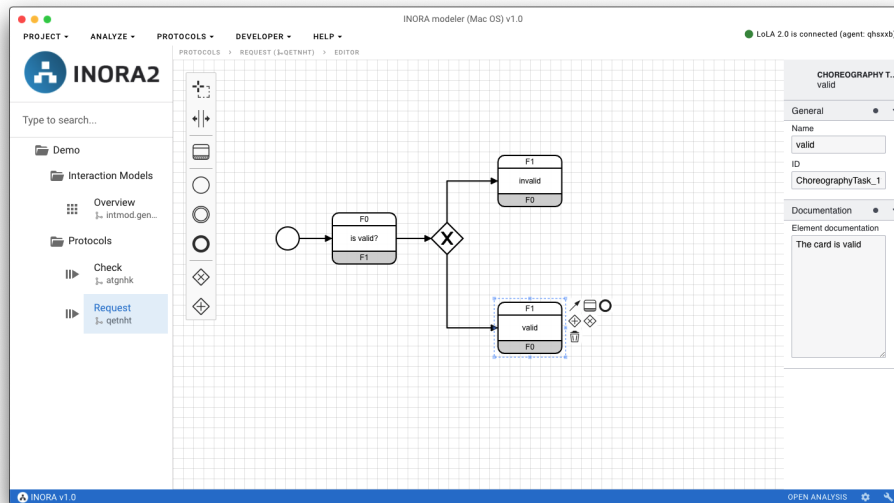 INORA modeler (Mac OS) v1.0
PROJECT ANALYZE PROTOCOLS DEVELOPER HELP
LoLA 2.0 is connected (agent: qhsxxb)
PROTOCOLS > REQUEST (QETNHT) > EDITOR
INORA2
Type to search...
Demo
Interaction Models
Overview
intmod.gen...
Protocols
Check
atgnhk
Request
qetnht
F0
is valid?
F1
X
F1
invalid
F0
F1
valid
F0
CHOREOGRAPHY T...
valid
General
Name
valid
ID
ChoreographyTask_1
Documentation
Element documentation
The card is valid
INORA v1.0
OPEN ANALYSIS